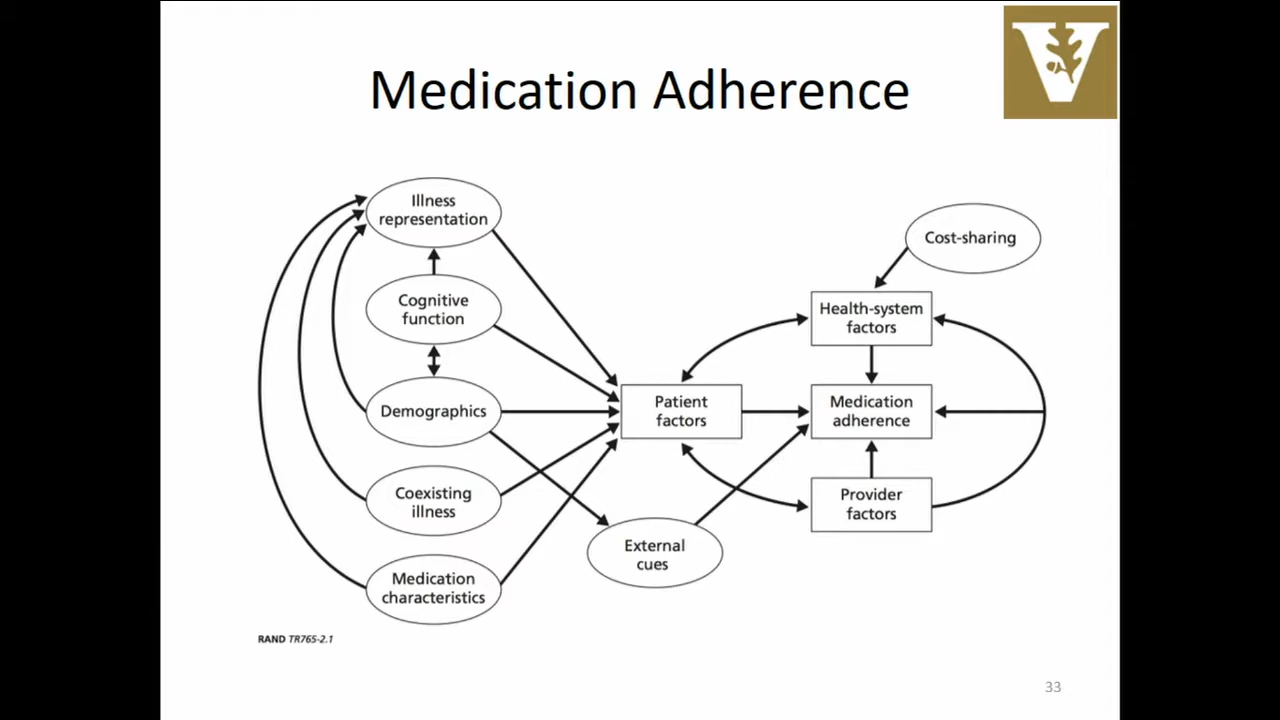 Medication Adherence
V
Illness
representation
Cognitive
function
Demographics
Coexisting
illness
Medication
characteristics
External
cues
Patient
factors
Cost-sharing
Health-system
factors
Medication
adherence
Provider
factors
RAND TR765-2.1
33